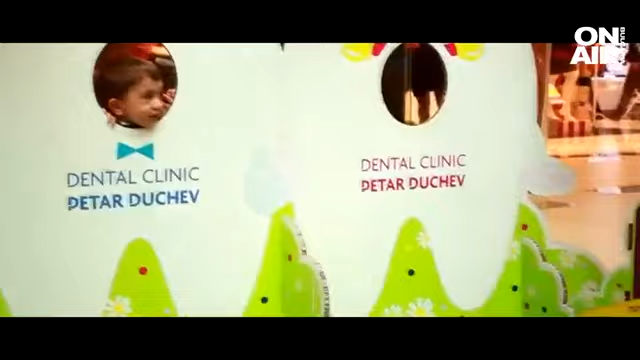 ON
AIR
DENTAL CLINIC
PETAR DUCHEV
DENTAL CLINIC
PETAR DUCHEV